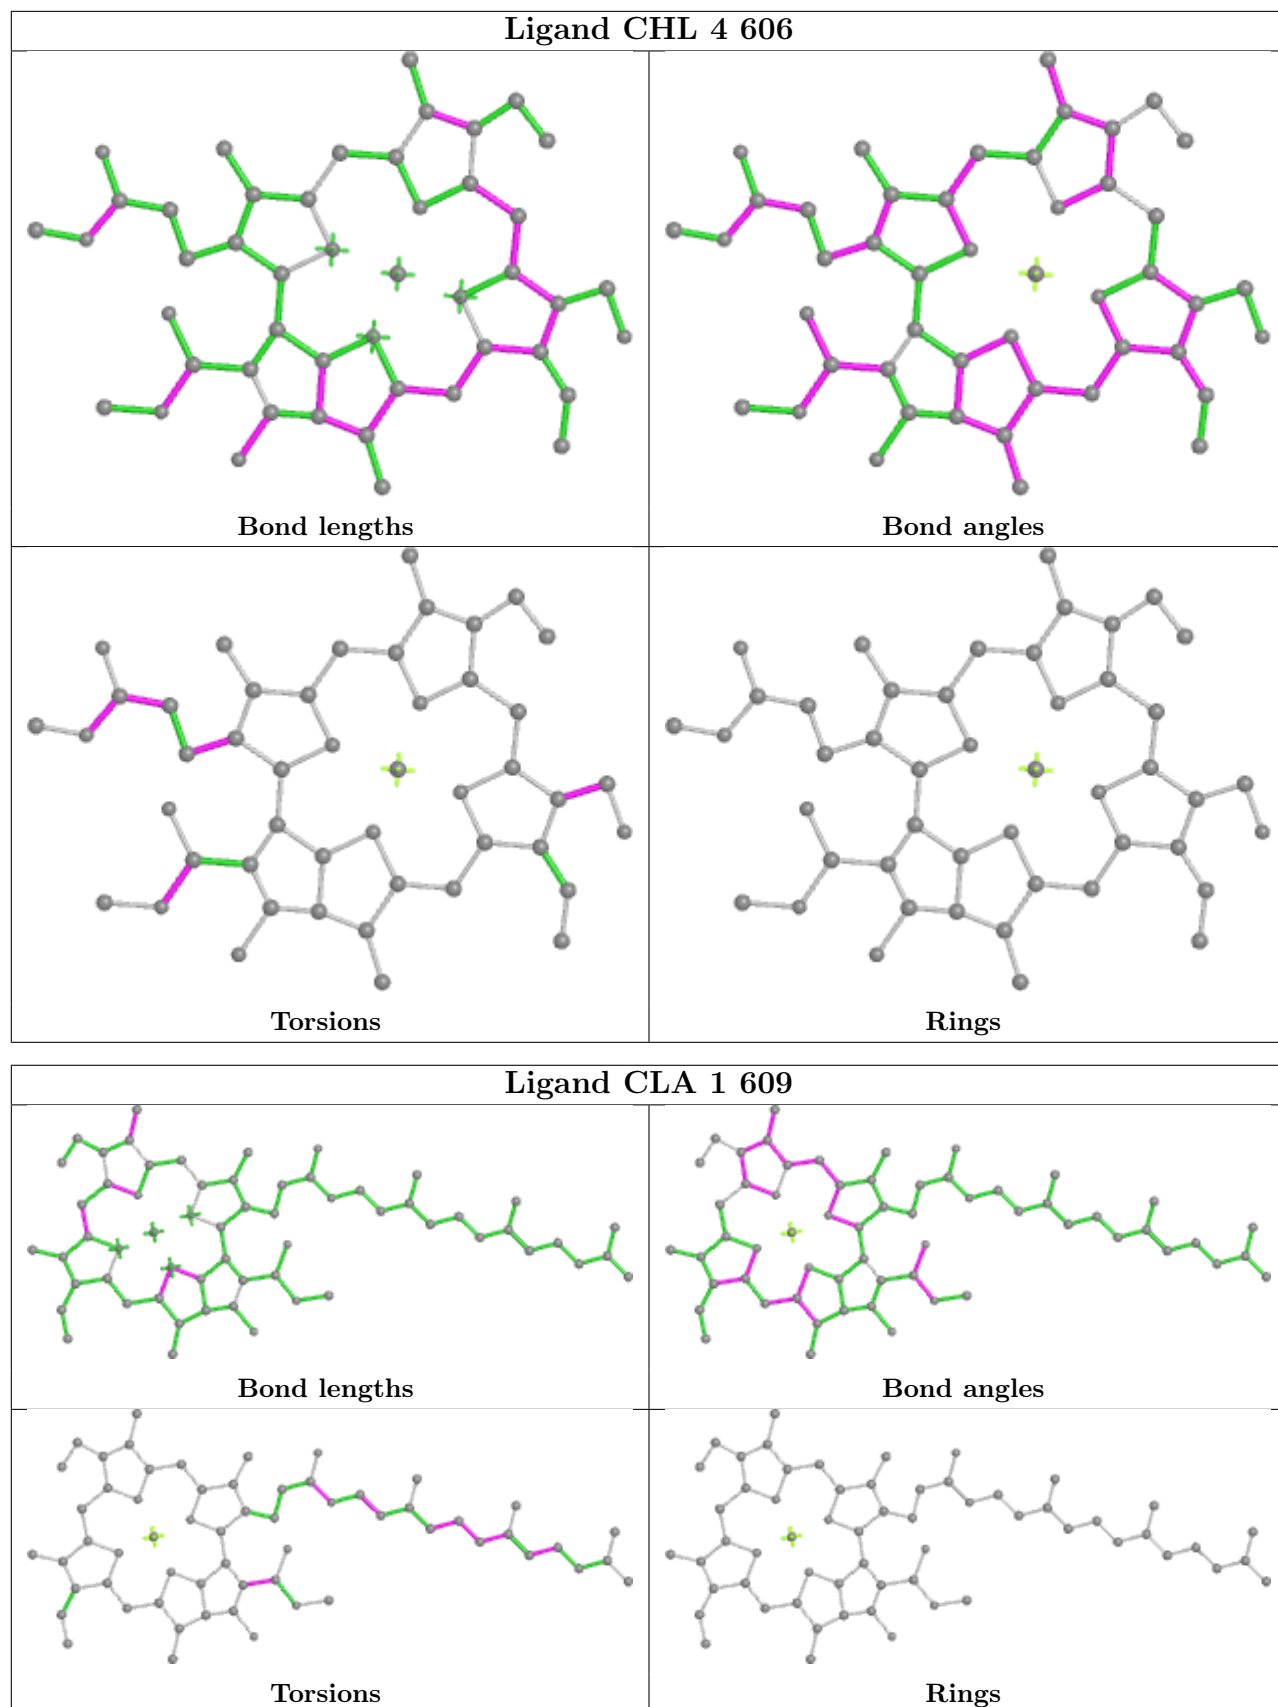 Ligand CHL 4 606
Bond lengths
Bond angles
Torsions
Rings
Ligand CLA 1 609
Bond lengths
Bond angles
Torsions
Rings